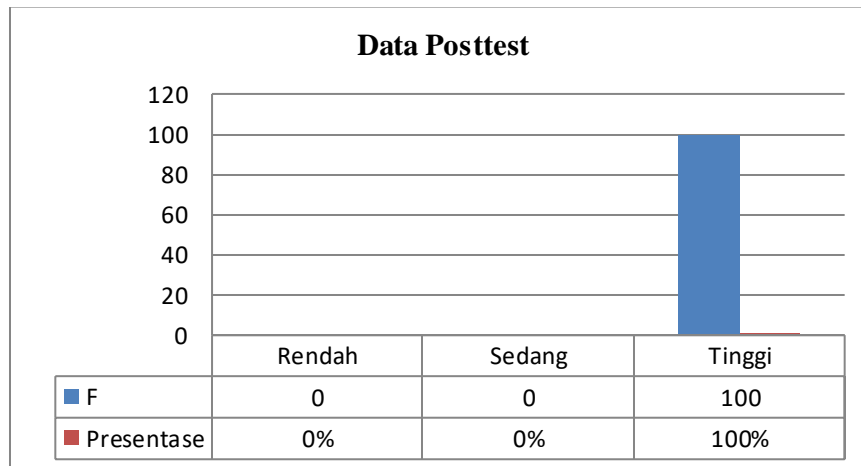 Data Posttest
120
100
80
60
40
20
0
Rendah Sedang Tinggi
F 0 0 100
Presentase 0% 0% 100%